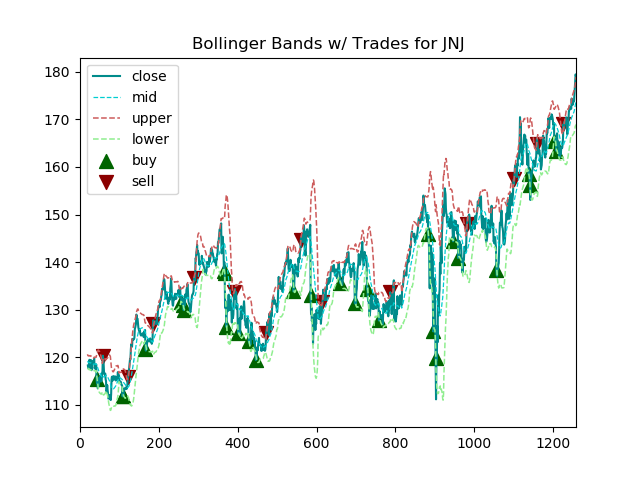 Bollinger Bands w/ Trades for JNJ
close
mid
upper
lower
buy
sell
180
170
160
150
140
130
120
110
0 200 400 600 800 1000 1200